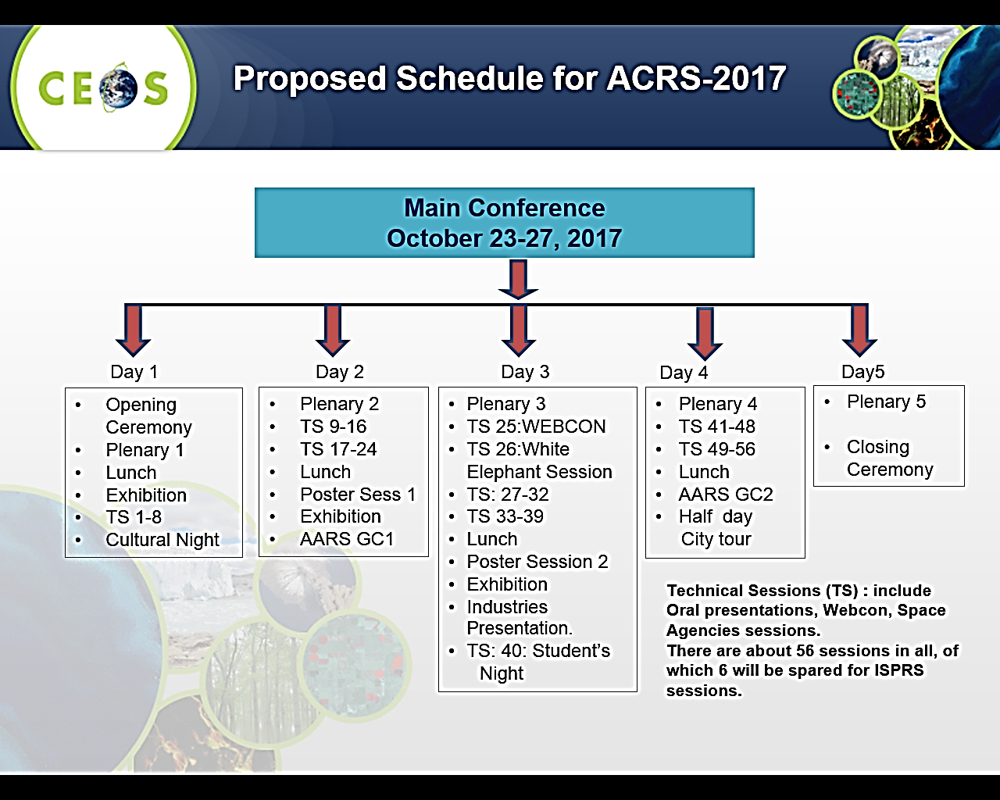 CEOS
Proposed Schedule for ACRS-2017
Main Conference
October 23-27, 2017
Day 1
• Opening
Ceremony
• Plenary 1
• Lunch
• Exhibition
• TS 1-8
• Cultural Night
Day 2
• Plenary 2
• TS 9-16
• TS 17-24
• Lunch
• Poster Sess 1
• Exhibition
• AARS GC1
Day 3
• Plenary 3
• TS 25:WEBCON
• TS 26:White
Elephant Session
• TS: 27-32
• TS 33-39
• Lunch
• Poster Session 2
• Exhibition
• Industries
Presentation.
• TS: 40: Student’s
Night
Day 4
• Plenary 4
• TS 41-48
• TS 49-56
• Lunch
• AARS GC2
• Half day
City tour
Day5
• Plenary 5
• Closing
Ceremony
Technical Sessions (TS) : include
Oral presentations, Webcon, Space
Agencies sessions.
There are about 56 sessions in all, of
which 6 will be spared for ISPRS
sessions.